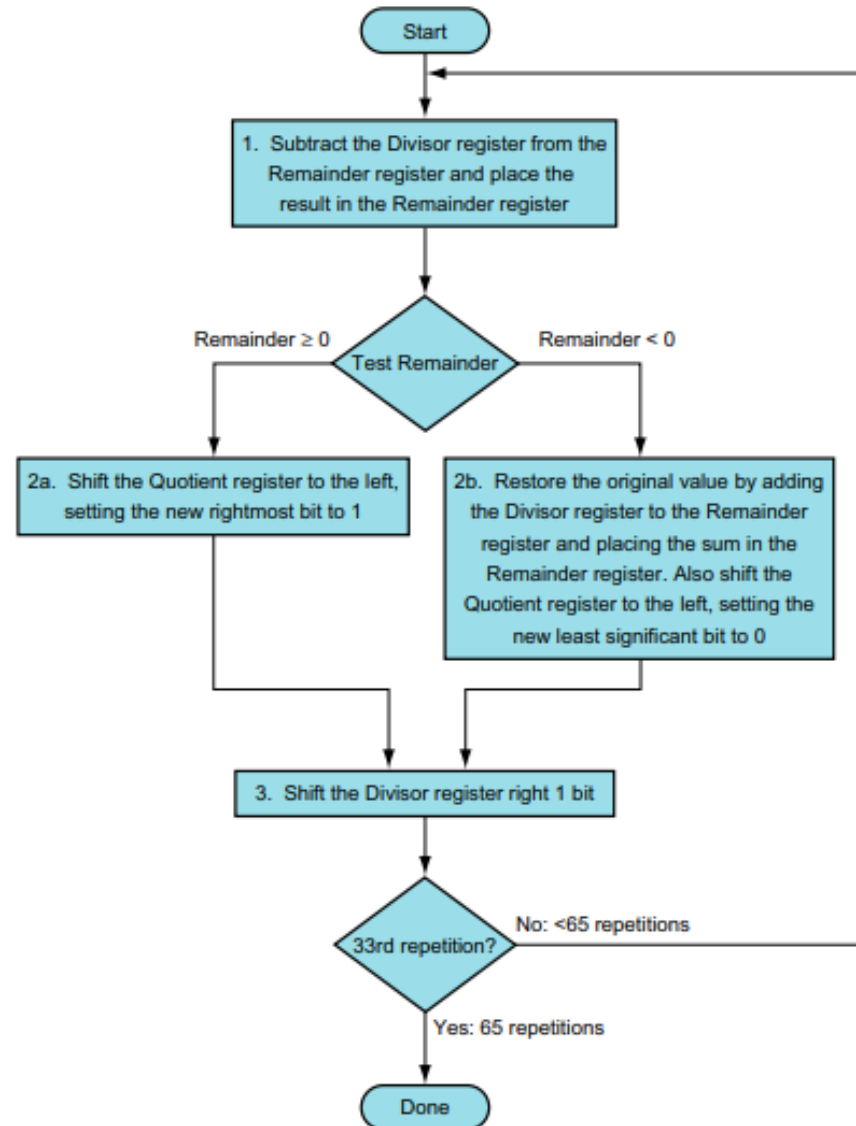 Start
1. Subtract the Divisor register from the
Remainder register and place the
result in the Remainder register
Remainder ≥ 0
Remainder < 0
Test Remainder
2a. Shift the Quotient register to the left,
setting the new rightmost bit to 1
2b. Restore the original value by adding
the Divisor register to the Remainder
register and placing the sum in the
Remainder register. Also shift the
Quotient register to the left, setting the
new least significant bit to 0
3. Shift the Divisor register right 1 bit
33rd repetition?
No: <65 repetitions
Yes: 65 repetitions
Done